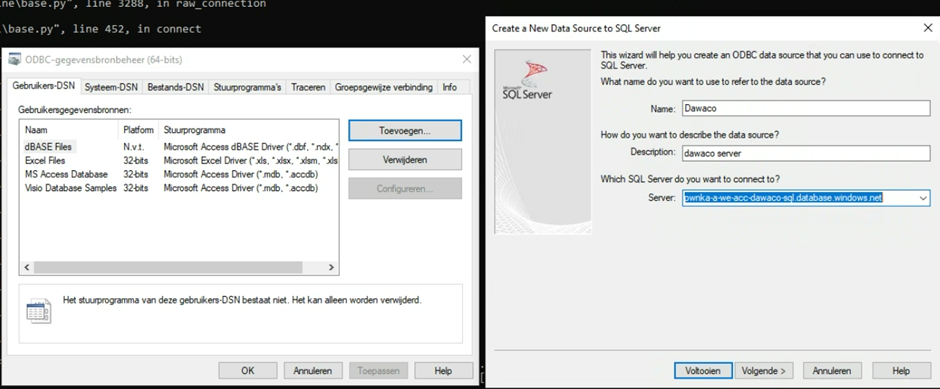 ne\base.py", line 3288, in raw_connection
\base.py", line 452, in connect
ODBC-gegevensbronbeheer (64-bits)
Gebruikers-DSN Systeem-DSN Bestands-DSN Stuurprogramma's Traceren Groepsgewijze verbinding Info
Gebruikersgegevensbronnen:
Naam Platform Stuurprogramma
dBASE Files N.v.t. Microsoft Access dBASE Driver (*.dbf, *.ndx, *
Excel Files 32-bits Microsoft Excel Driver (*.xls, *.xlsx, *.xlsm, *.xls
MS Access Database 32-bits Microsoft Access Driver (*.mdb, *.accdb)
Visio Database Samples 32-bits Microsoft Access Driver (*.mdb, *.accdb)
Toevoegen...
Verwijderen
Configureren...
Het stuurprogramma van deze gebruikers-DSN bestaat niet. Het kan alleen worden verwijderd.
OK Annuleren Toepassen Help
Create a New Data Source to SQL Server
Microsoft
SQL Server
This wizard will help you create an ODBC data source that you can use to connect to
SQL Server.
What name do you want to use to refer to the data source?
Name: Dawaco
How do you want to describe the data source?
Description: dawaco server
Which SQL Server do you want to connect to?
Server: pwnka-a-we-acc-dawaco-sql.database.windows.net
Voltooien Volgende > Annuleren Help